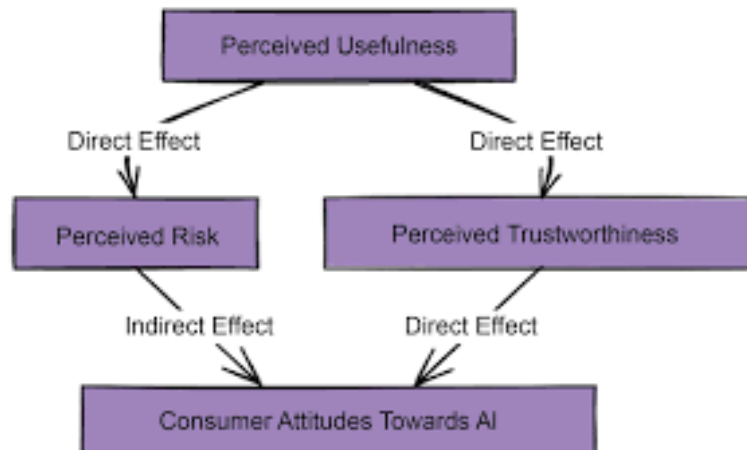 Perceived Usefulness
Direct Effect
Direct Effect
Perceived Risk
Perceived Trustworthiness
Indirect Effect
Direct Effect
Consumer Attitudes Towards AI